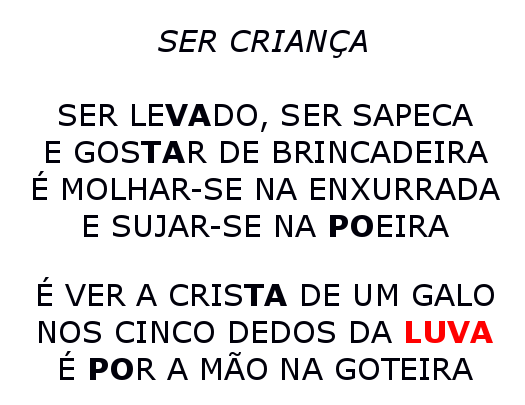 SER CRIANÇA
SER LEVADO, SER SAPECA
E GOSTAR DE BRINCADEIRA
É MOLHAR-SE NA ENXURRADA
E SUJAR-SE NA POEIRA
É VER A CRISTA DE UM GALO
NOS CINCO DEDOS DA LUVA
É POR A MÃO NA GOTEIRA